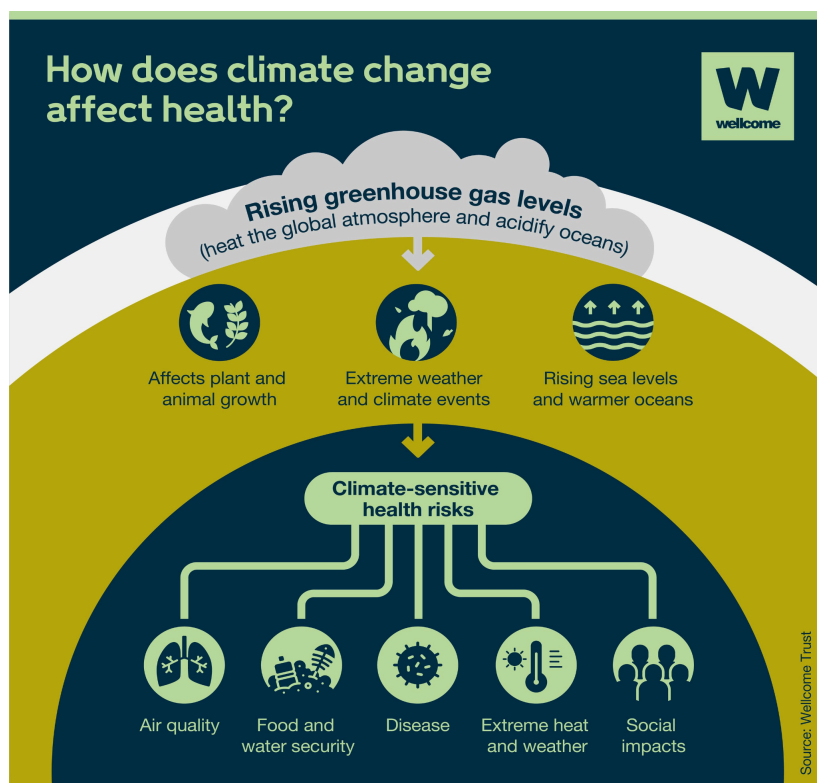 How does climate change
affect health?
W
wellcome
Rising greenhouse gas levels
(heat the global atmosphere and acidify oceans)
Affects plant and
animal growth
Extreme weather
and climate events
Rising sea levels
and warmer oceans
Climate-sensitive
health risks
Air quality
Food and
water security
Disease
Extreme heat
and weather
Social
impacts
Source: Wellcome Trust